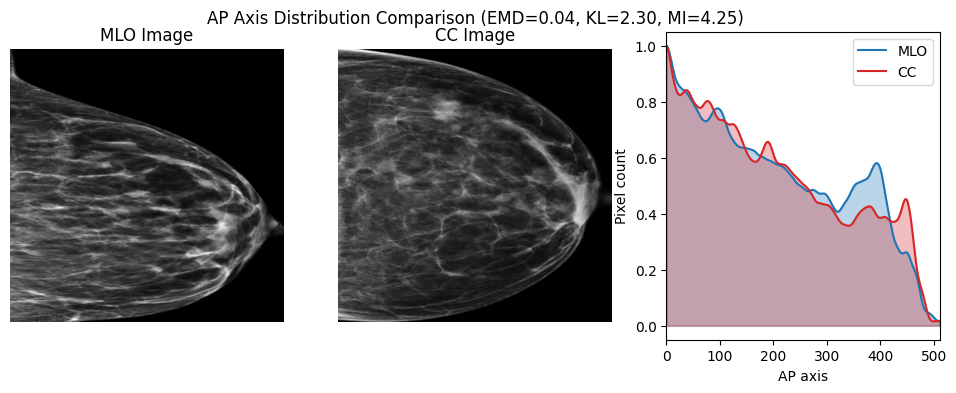 AP Axis Distribution Comparison (EMD=0.04, KL=2.30, MI=4.25)
MLO Image
CC Image
MLO
CC
1.0
0.8
0.6
0.4
0.2
0.0
Pixel count
0 100 200 300 400 500
AP axis